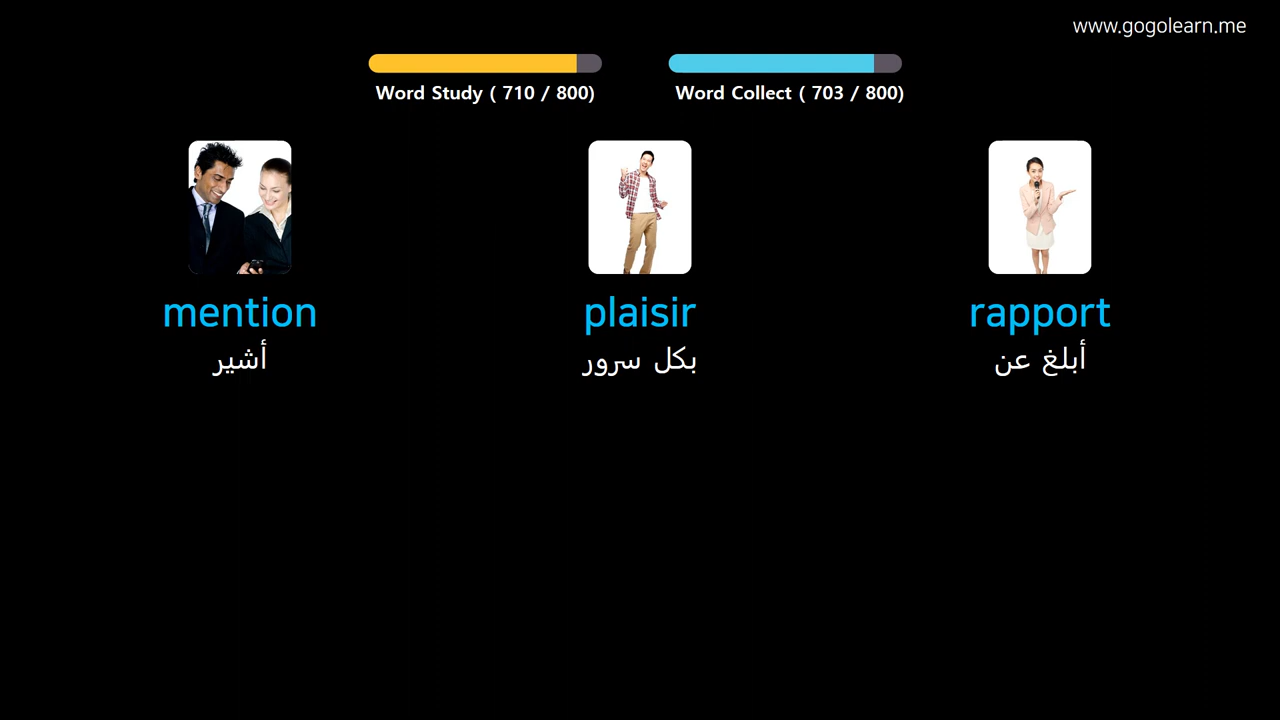 www.gogolearn.me
Word Study ( 710 / 800)
Word Collect ( 703 / 800)
mention
أشير
plaisir
بكل سرور
rapport
أبلغ عن